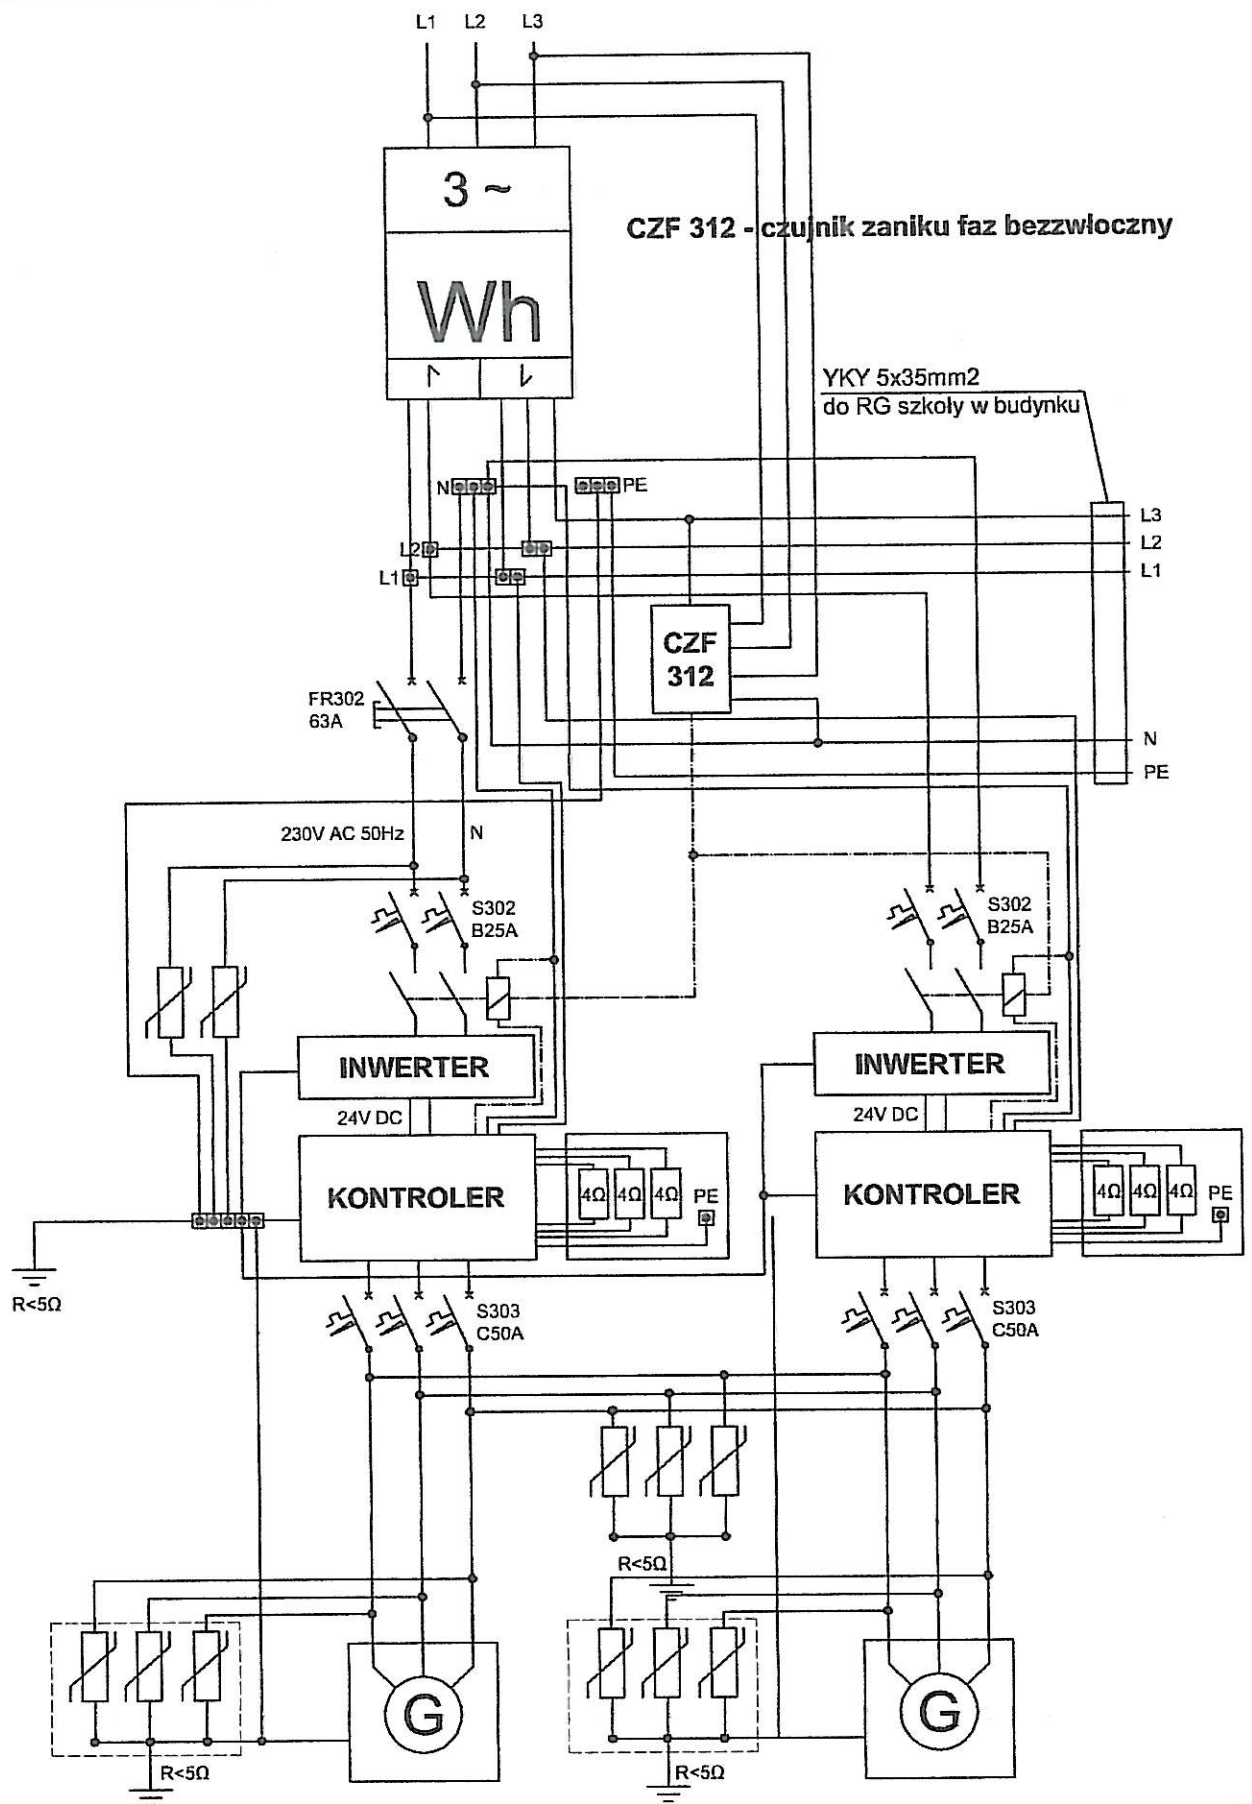 L1 L2 L3
3 ~
CZF 312 - czujnik zaniku faz bezzwłoczny
Wh
YKY 5x35mm2
do RG szkoły w budynku
N
PE
L3
L2
L2
L1
L1
CZF
312
FR302
63A
N
PE
230V AC 50Hz
N
S302
B25A
S302
B25A
INWERTER
INWERTER
24V DC
24V DC
KONTROLER
4Ω 4Ω 4Ω
PE
KONTROLER
4Ω 4Ω 4Ω
PE
R<5Ω
S303
C50A
S303
C50A
R<5Ω
G
G
R<5Ω
R<5Ω